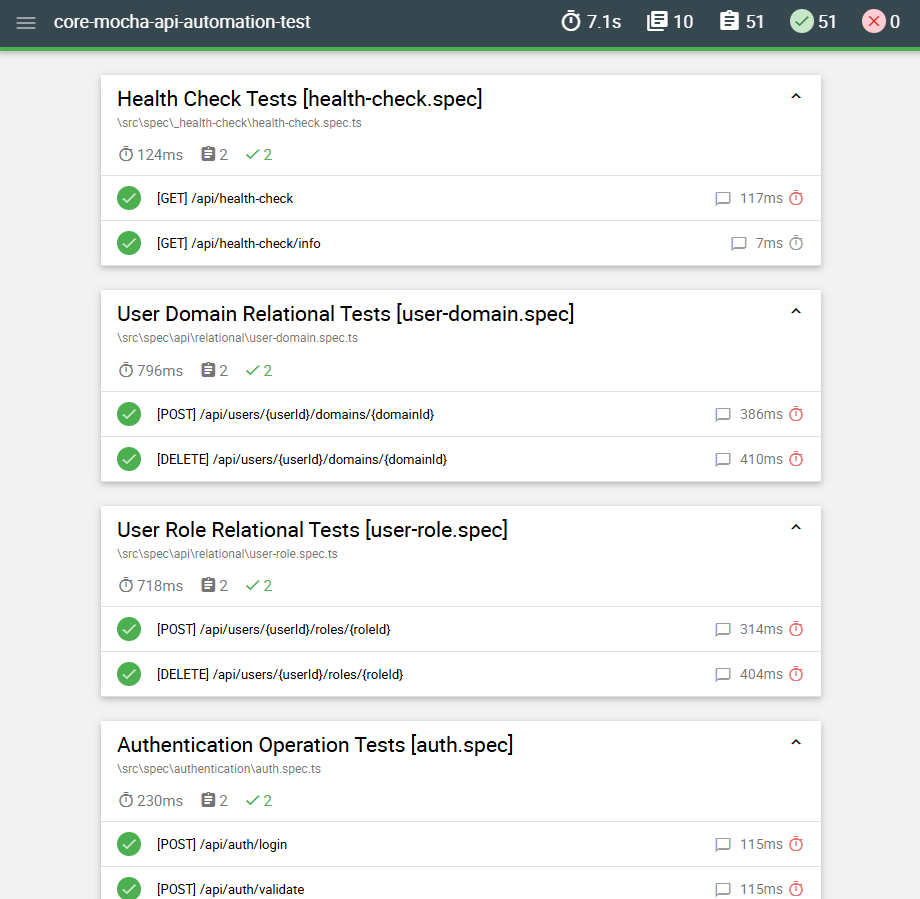 core-mocha-api-automation-test 7.1s 10 51 51 0
Health Check Tests [health-check.spec]
\src\spec\_health-check\health-check.spec.ts
124ms 2 2
[GET] /api/health-check 117ms
[GET] /api/health-check/info 7ms
User Domain Relational Tests [user-domain.spec]
\src\spec\api\relational\user-domain.spec.ts
796ms 2 2
[POST] /api/users/{userId}/domains/{domainId} 386ms
[DELETE] /api/users/{userId}/domains/{domainId} 410ms
User Role Relational Tests [user-role.spec]
\src\spec\api\relational\user-role.spec.ts
718ms 2 2
[POST] /api/users/{userId}/roles/{roleId} 314ms
[DELETE] /api/users/{userId}/roles/{roleId} 404ms
Authentication Operation Tests [auth.spec]
\src\spec\authentication\auth.spec.ts
230ms 2 2
[POST] /api/auth/login 115ms
[POST] /api/auth/validate 115ms